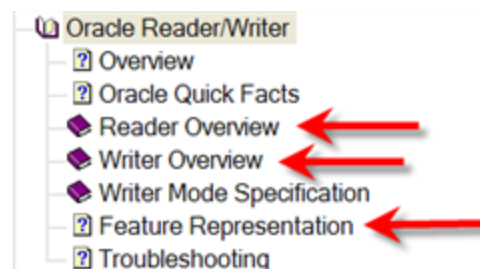 Oracle Reader/Writer
Overview
Oracle Quick Facts
Reader Overview
Writer Overview
Writer Mode Specification
Feature Representation
Troubleshooting